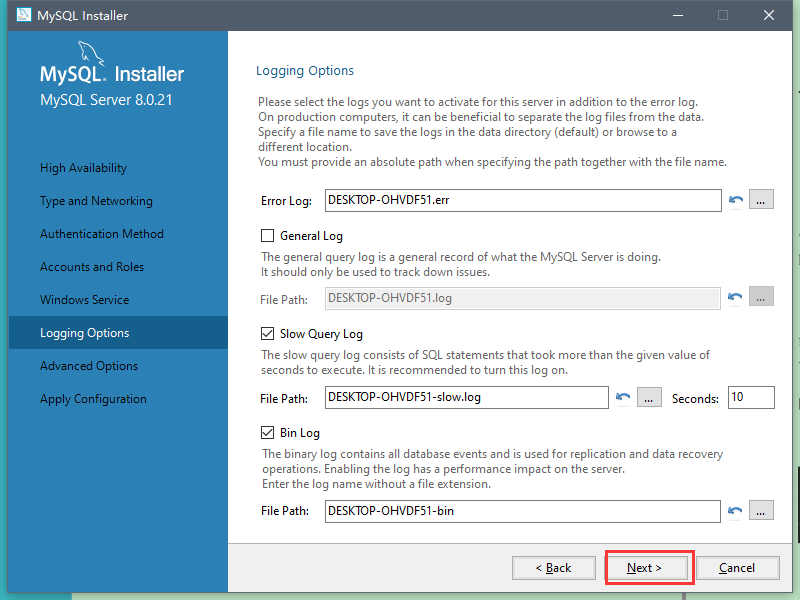 MySQL Installer
MySQL. Installer
MySQL Server 8.0.21
High Availability
Type and Networking
Authentication Method
Accounts and Roles
Windows Service
Logging Options
Advanced Options
Apply Configuration
Logging Options
Please select the logs you want to activate for this server in addition to the error log.
On production computers, it can be beneficial to separate the log files from the data.
Specify a file name to save the logs in the data directory (default) or browse to a
different location.
You must provide an absolute path when specifying the path together with the file name.
Error Log: DESKTOP-OHVDF51.err ...
General Log
The general query log is a general record of what the MySQL Server is doing.
It should only be used to track down issues.
File Path: DESKTOP-OHVDF51.log ...
Slow Query Log
The slow query log consists of SQL statements that took more than the given value of
seconds to execute. It is recommended to turn this log on.
File Path: DESKTOP-OHVDF51-slow.log ... Seconds: 10
Bin Log
The binary log contains all database events and is used for replication and data recovery
operations. Enabling the log has a performance impact on the server.
Enter the log name without a file extension.
File Path: DESKTOP-OHVDF51-bin ...
< Back Next > Cancel